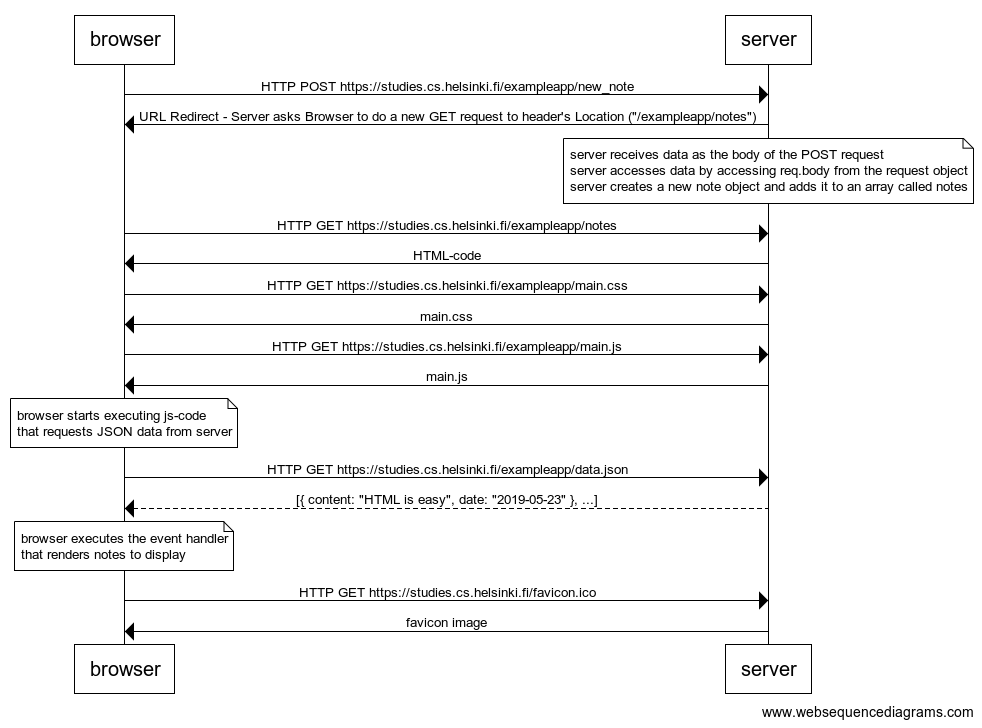 browser
server
HTTP POST https://studies.cs.helsinki.fi/exampleapp/new_note
URL Redirect - Server asks Browser to do a new GET request to header's Location ("/exampleapp/notes")
server receives data as the body of the POST request
server accesses data by accessing req.body from the request object
server creates a new note object and adds it to an array called notes
HTTP GET https://studies.cs.helsinki.fi/exampleapp/notes
HTML-code
HTTP GET https://studies.cs.helsinki.fi/exampleapp/main.css
main.css
HTTP GET https://studies.cs.helsinki.fi/exampleapp/main.js
main.js
browser starts executing js-code
that requests JSON data from server
HTTP GET https://studies.cs.helsinki.fi/exampleapp/data.json
[{ content: "HTML is easy", date: "2019-05-23" }, ...]
browser executes the event handler
that renders notes to display
HTTP GET https://studies.cs.helsinki.fi/favicon.ico
favicon image
browser
server
www.websequencediagrams.com